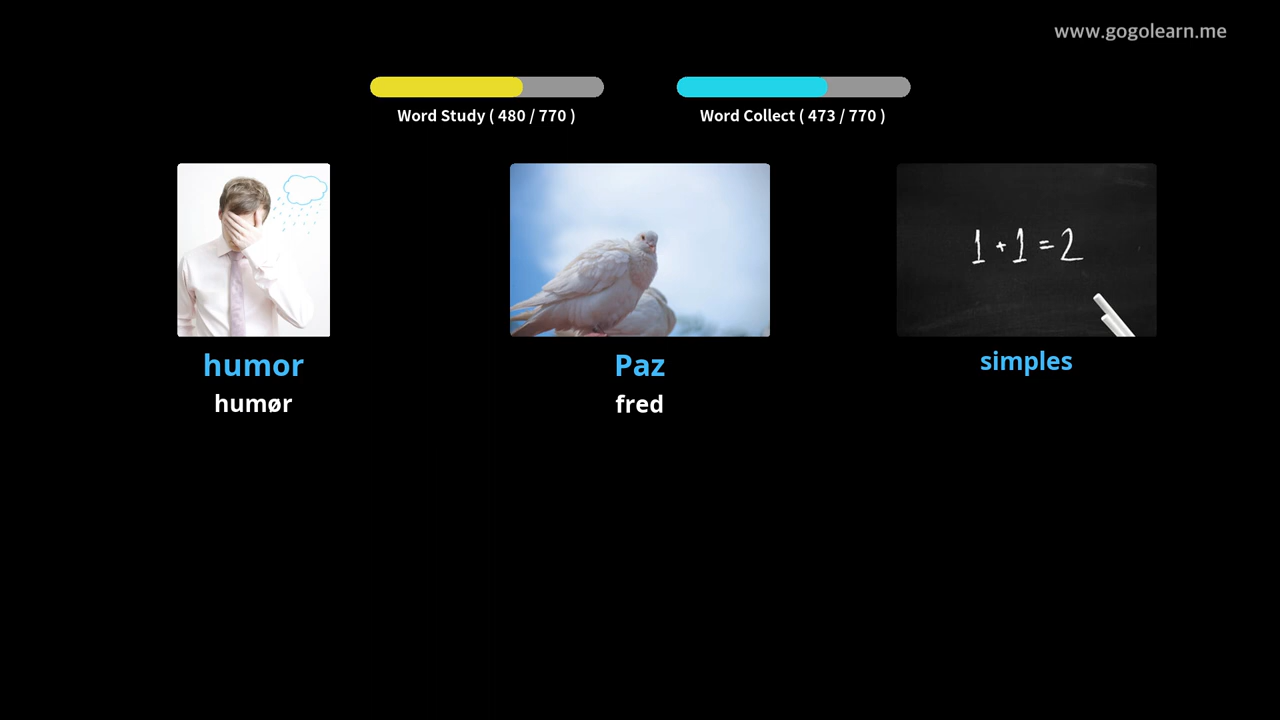 www.gogolearn.me
Word Study ( 480 / 770 )
Word Collect ( 473 / 770 )
1 + 1 = 2
humor
humør
Paz
fred
simples